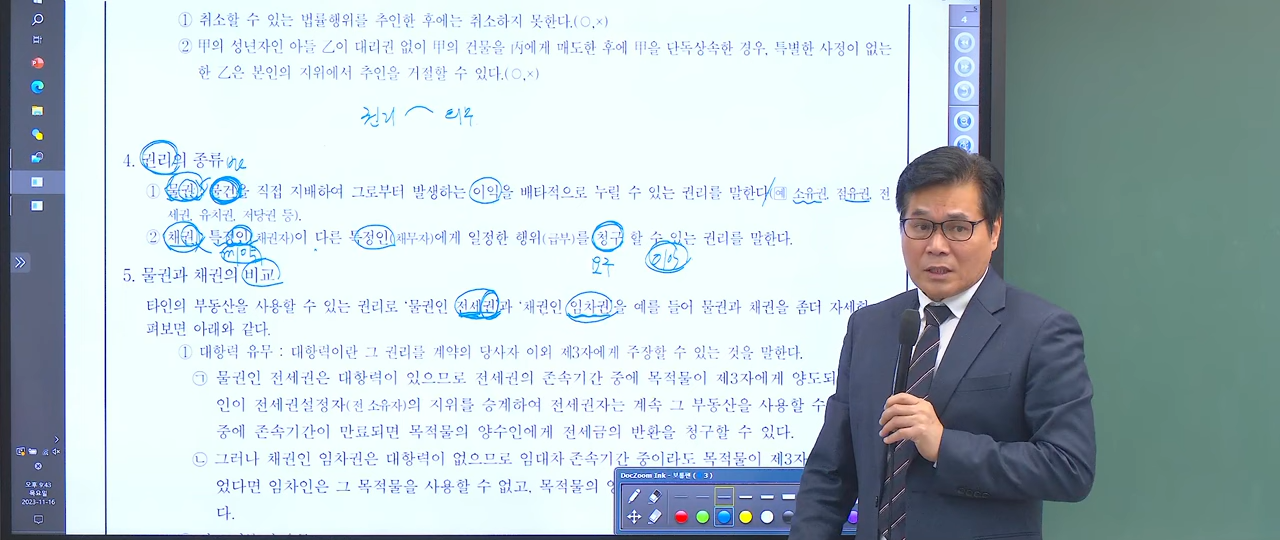 ① 취소할 수 있는 법률행위를 추인한 후에는 취소하지 못한다.(○,×)
② 甲의 성년자인 아들 乙이 대리권 없이 甲의 건물을 丙에게 매도한 후에 甲을 단독상속한 경우, 특별한 사정이 없는
한 乙은 본인의 지위에서 추인을 거절할 수 있다.(○,×)
권리 의무
4. 권리의 종류
① 물권 : 물건을 직접 지배하여 그로부터 발생하는 이익을 배타적으로 누릴 수 있는 권리를 말한다(예 소유권, 점유권, 전
세권, 유치권, 저당권 등).
② 채권 : 특정인(채권자)이 다른 특정인(채무자)에게 일정한 행위(급부)를 청구 할 수 있는 권리를 말한다.
요구
5. 물권과 채권의 비교
타인의 부동산을 사용할 수 있는 권리로 '물권인 전세권'과 '채권인 임차권'을 예를 들어 물권과 채권을 좀더 자세히
펴보면 아래와 같다.
① 대항력 유무 : 대항력이란 그 권리를 계약의 당사자 이외 제3자에게 주장할 수 있는 것을 말한다.
㉠ 물권인 전세권은 대항력이 있으므로 전세권의 존속기간 중에 목적물이 제3자에게 양도되
인이 전세권설정자(전 소유자)의 지위를 승계하여 전세권자는 계속 그 부동산을 사용할 수
중에 존속기간이 만료되면 목적물의 양수인에게 전세금의 반환을 청구할 수 있다.
㉡ 그러나 채권인 임차권은 대항력이 없으므로 임대차 존속기간 중이라도 목적물이 제3자
었다면 임차인은 그 목적물을 사용할 수 없고, 목적물의
다.
DocZoom Ink - 보통펜 ( 3)
4
오후 9:43
목요일
2023-11-16